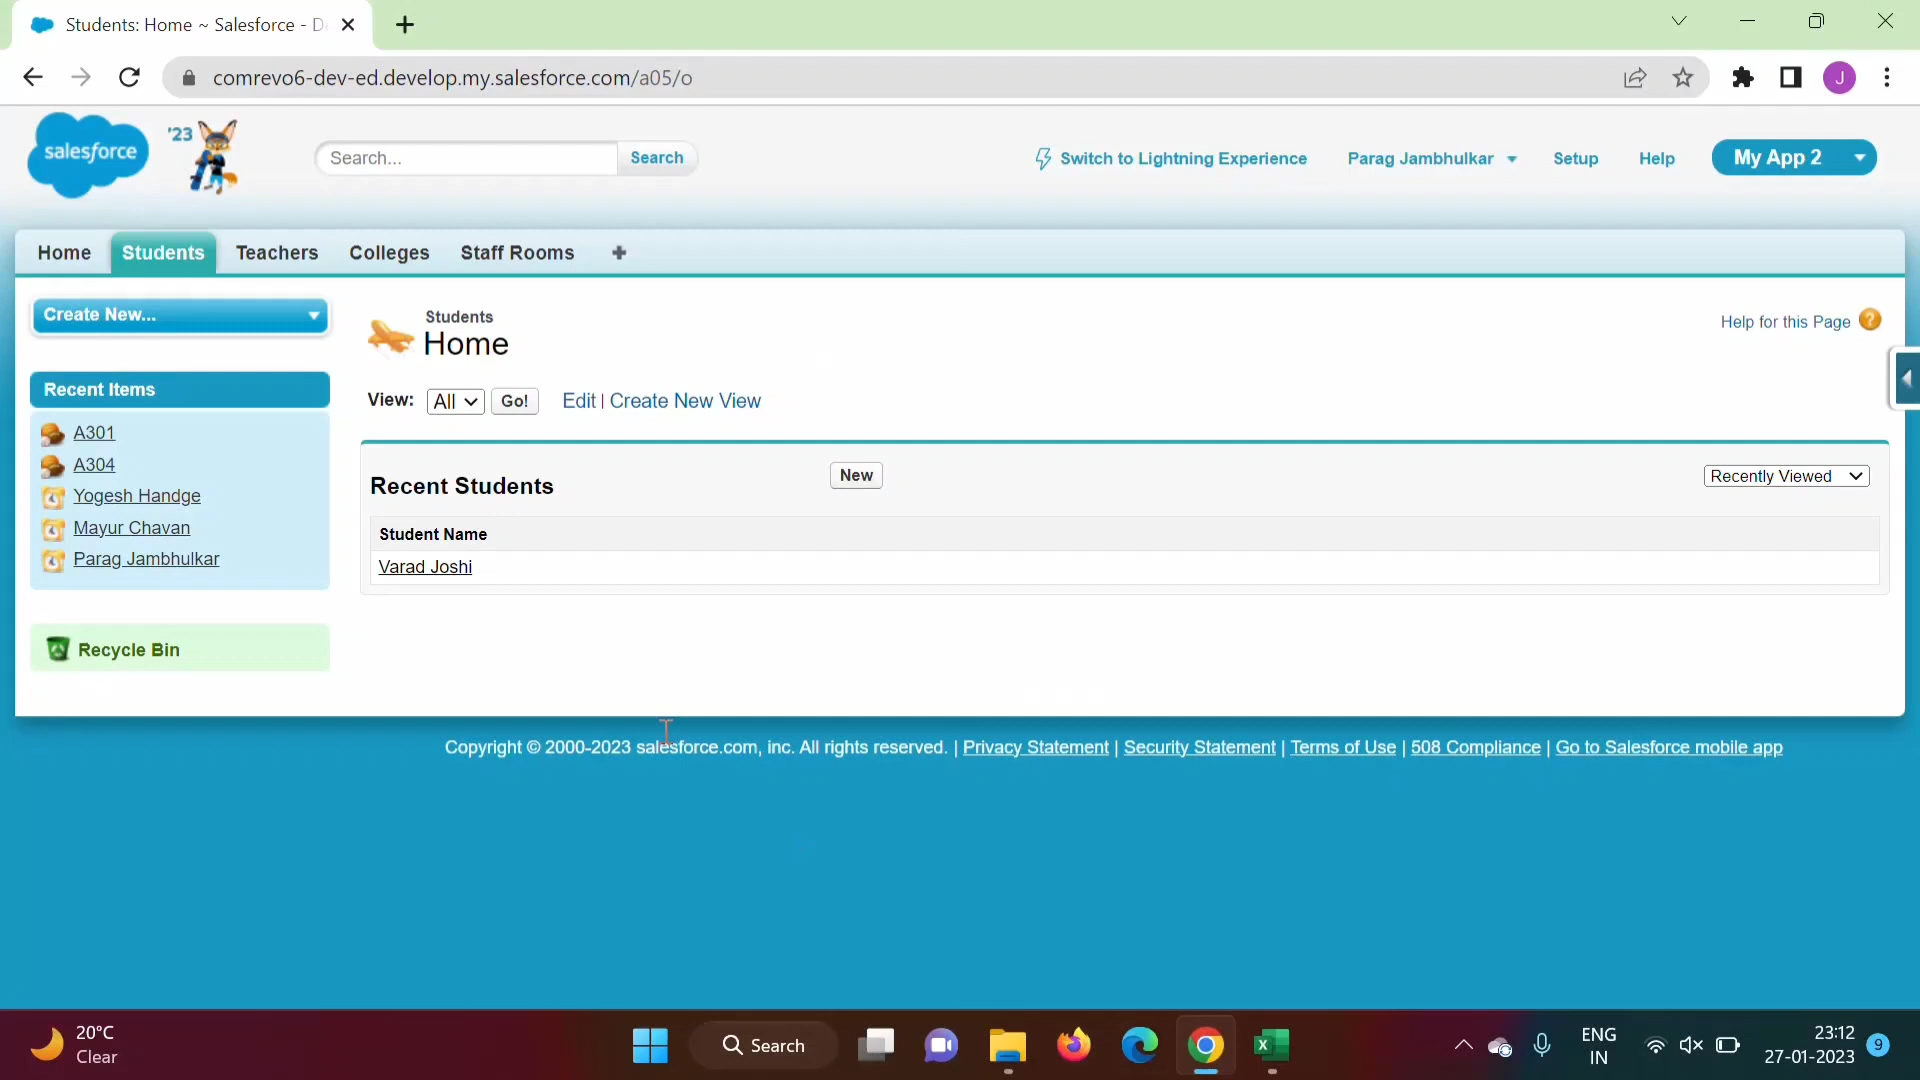 Students: Home ~ Salesforce - D
comrevo6-dev-ed.develop.my.salesforce.com/a05/o
J
salesforce
'23
Search...
Search
Switch to Lightning Experience
Parag Jambhulkar
Setup
Help
My App 2
Home
Students
Teachers
Colleges
Staff Rooms
Create New...
Students
Home
Help for this Page
View: All Go! Edit | Create New View
Recent Items
A301
A304
Yogesh Handge
Mayur Chavan
Parag Jambhulkar
Recent Students
New
Recently Viewed
Student Name
Varad Joshi
Recycle Bin
Copyright © 2000-2023 salesforce.com, inc. All rights reserved. | Privacy Statement | Security Statement | Terms of Use | 508 Compliance | Go to Salesforce mobile app
20°C
Clear
Search
ENG
IN
23:12
27-01-2023
9